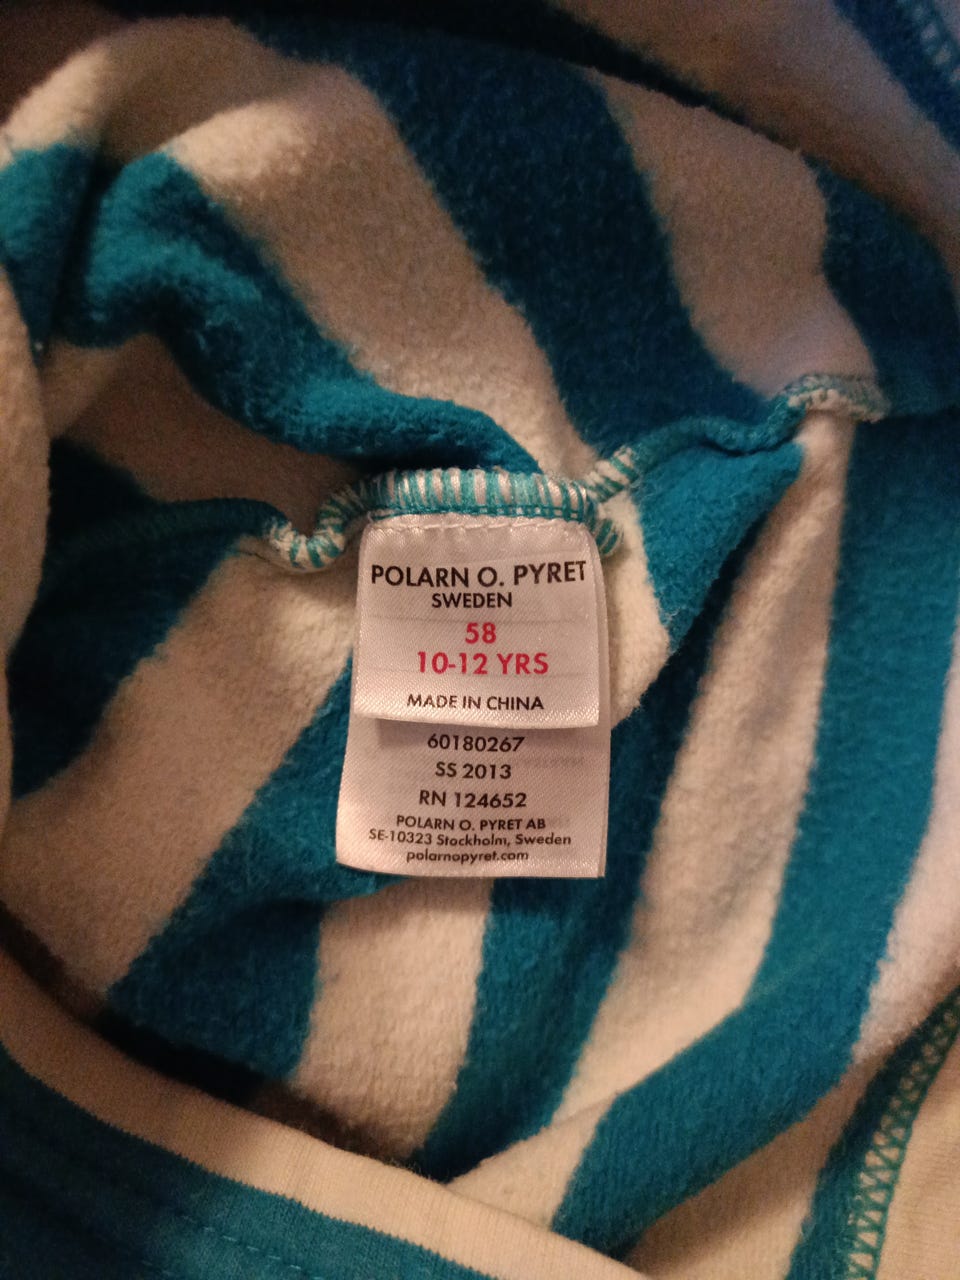 POLARN O. PYRET
SWEDEN
58
10-12 YRS
MADE IN CHINA
60180267
SS 2013
RN 124652
POLARN O. PYRET AB
SE-10323 Stockholm, Sweden
polarnopyret.com